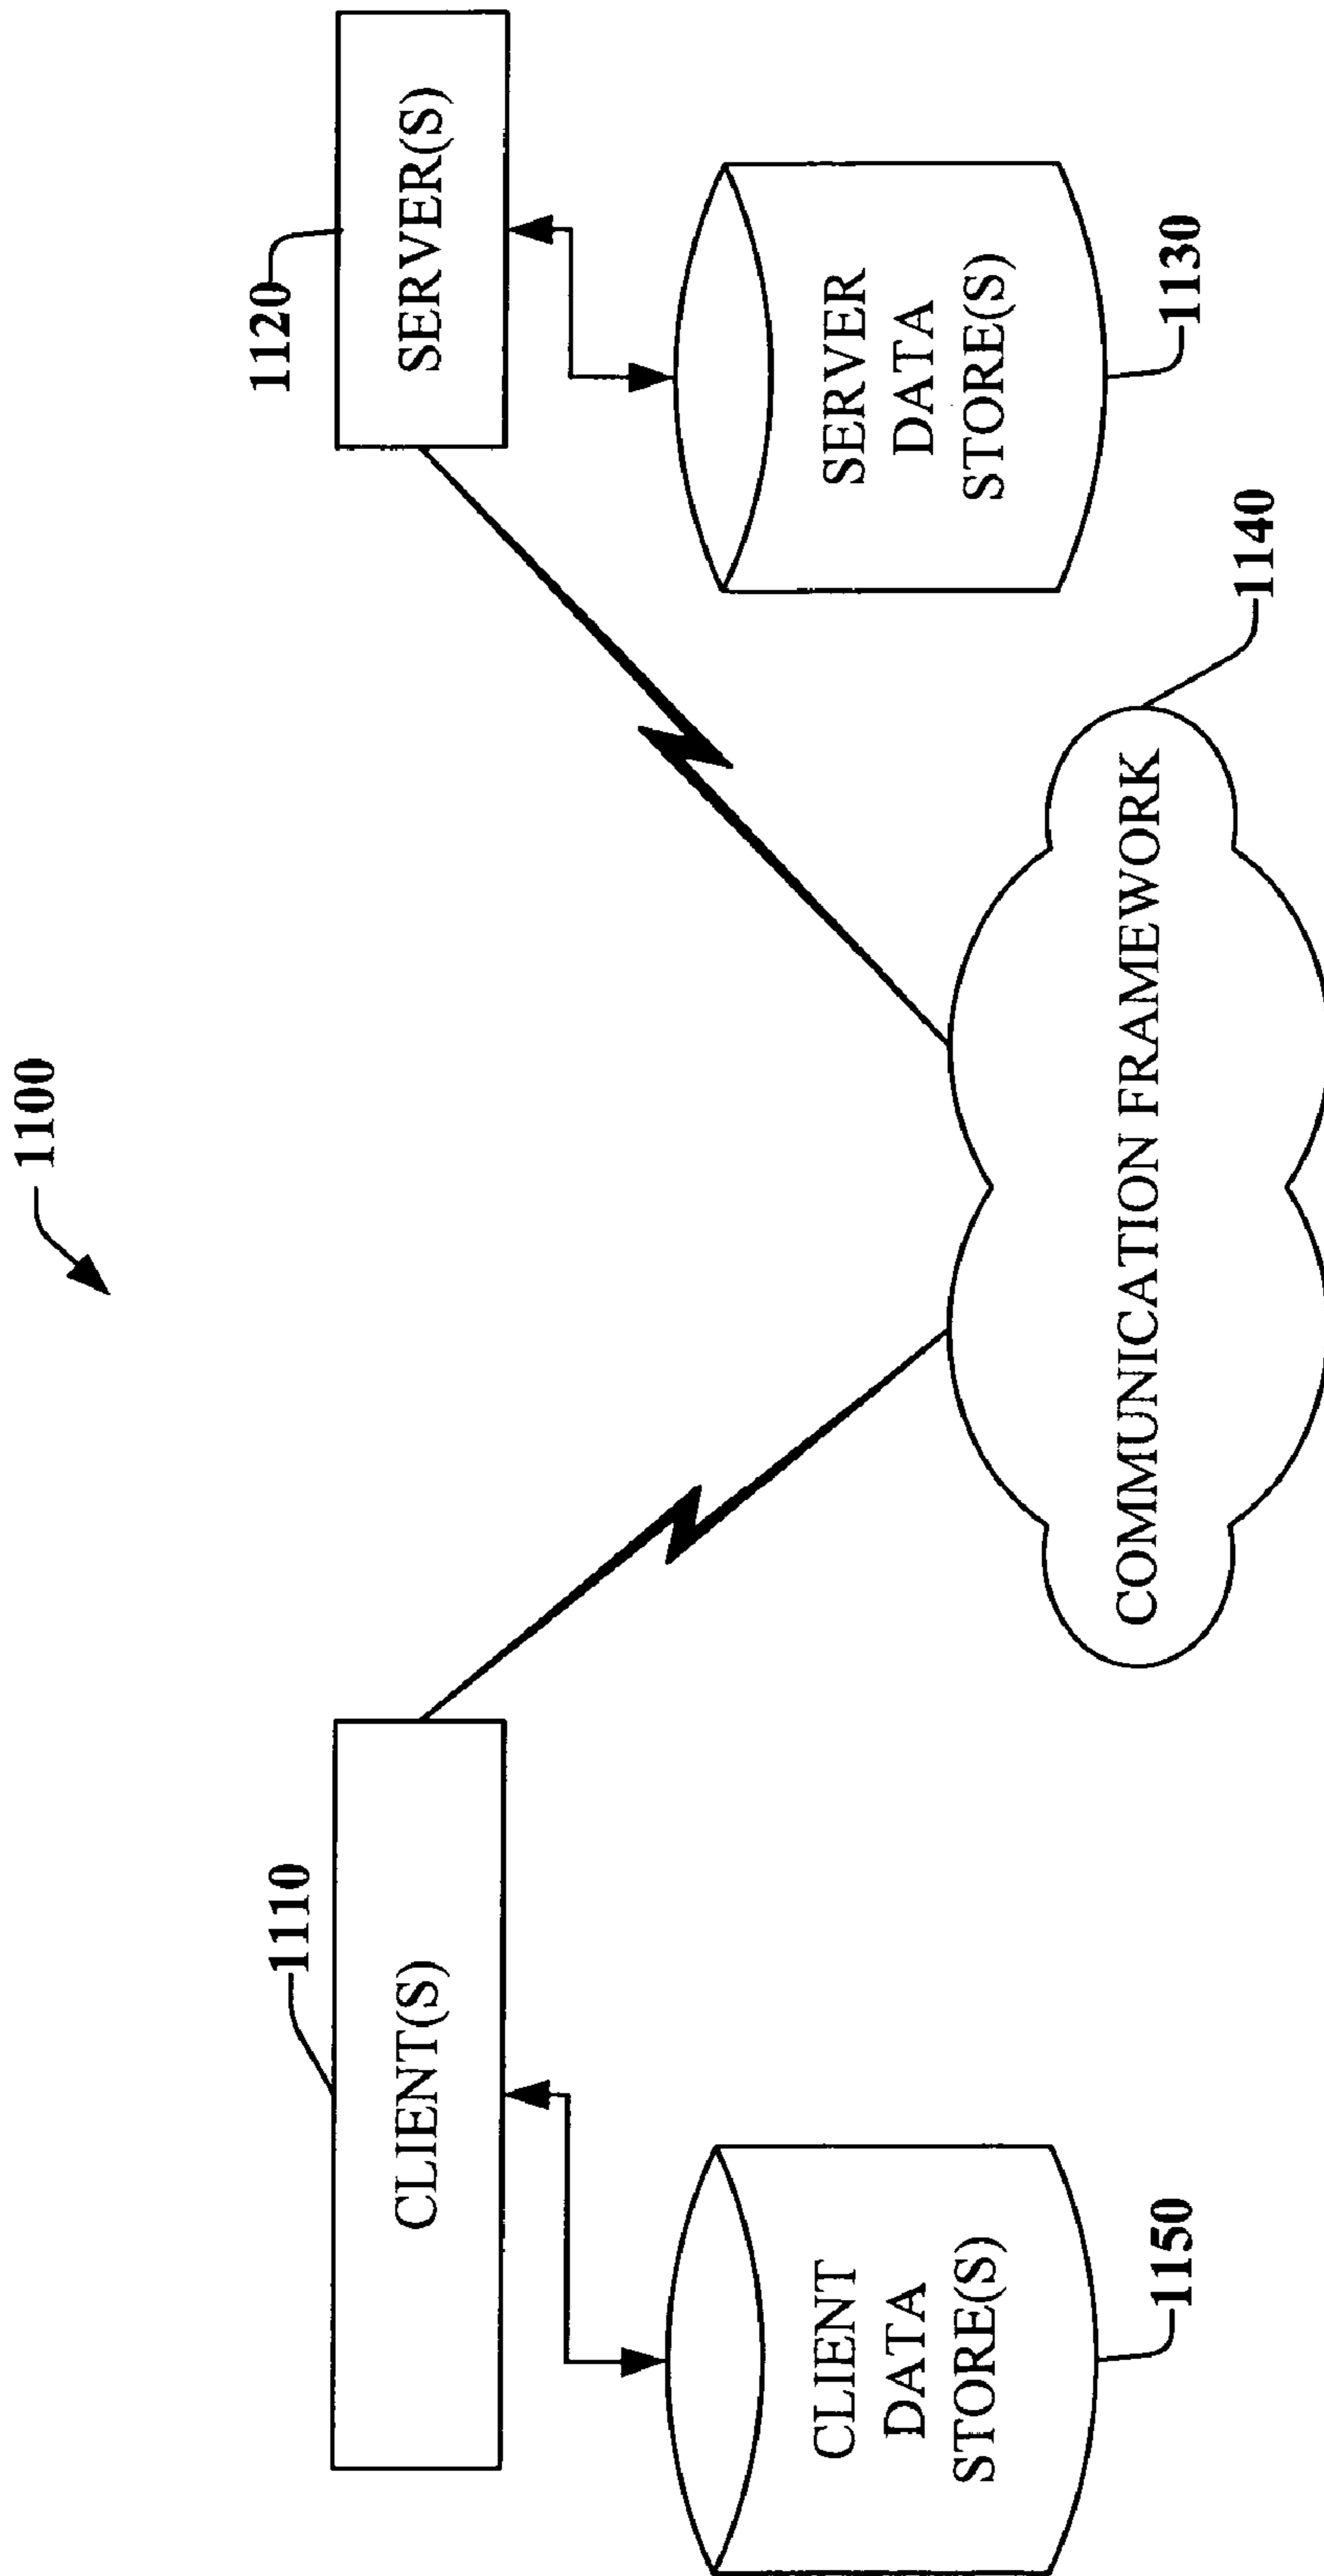 1100
1110
1120
CLIENT(S)
SERVER(S)
CLIENT
DATA
STORE(S)
SERVER
DATA
STORE(S)
1150
1130
COMMUNICATION FRAMEWORK
1140